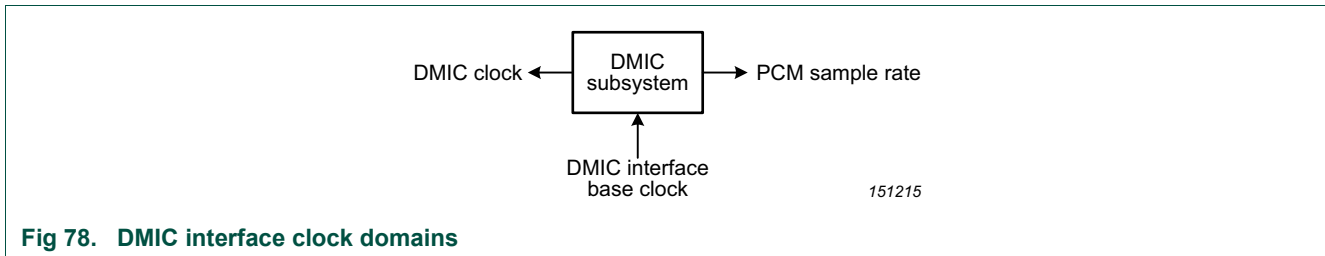 DMIC clock
DMIC
subsystem
PCM sample rate
DMIC interface
base clock
151215
Fig 78. DMIC interface clock domains